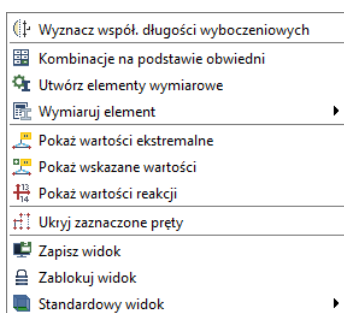 Wyznacz współ. długości wyboczeniowych
Kombinacje na podstawie obwiedni
Utwórz elementy wymiarowe
Wymiaruj element
Pokaż wartości ekstremalne
Pokaż wskazane wartości
Pokaż wartości reakcji
Ukryj zaznaczone pręty
Zapisz widok
Zablokuj widok
Standardowy widok